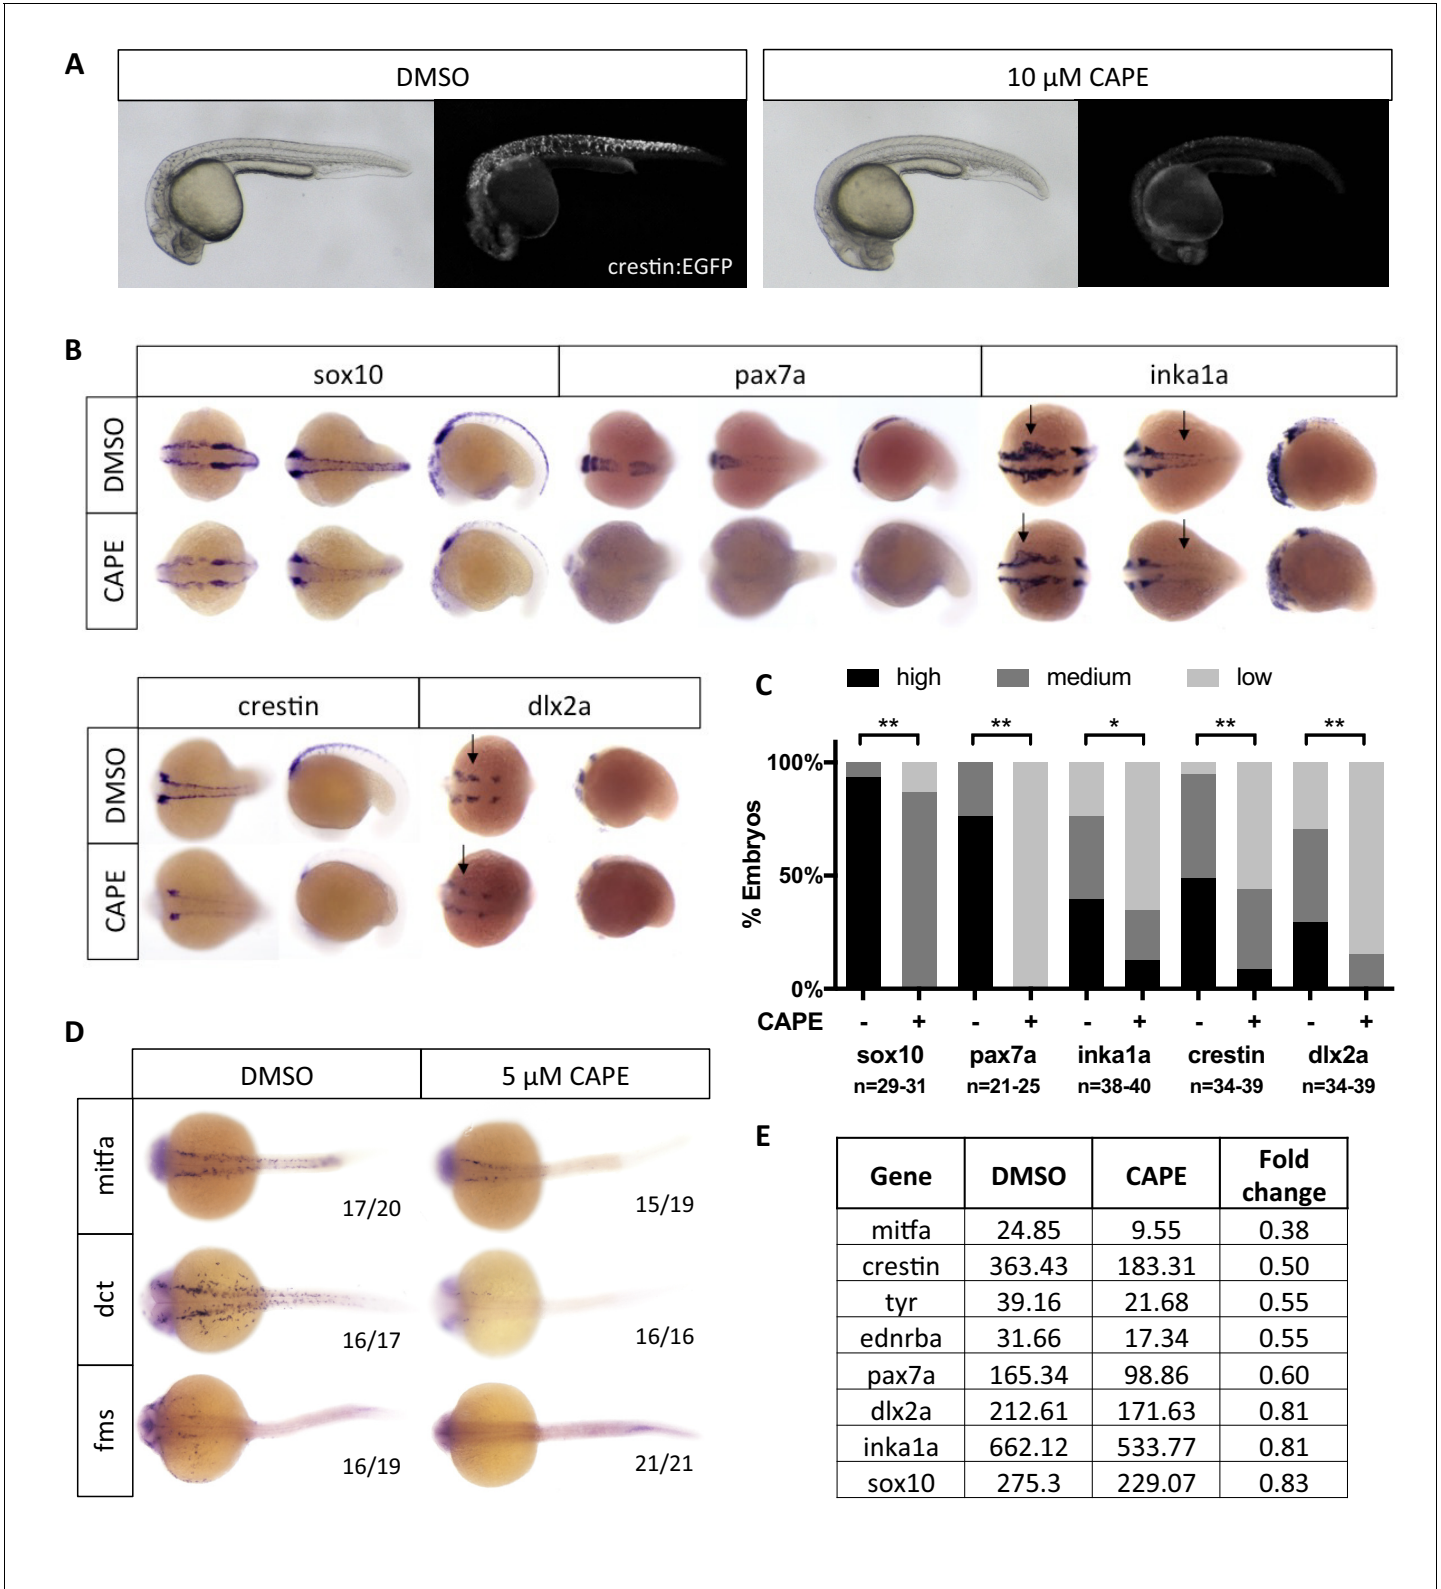 A
DMSO
10 µM CAPE
crestin:EGFP
B
sox10
pax7a
inka1a
DMSO
CAPE
crestin
dlx2a
DMSO
CAPE
C
high
medium
low
** ** * ** **
100%
50%
0%
% Embryos
CAPE - + - + - + - + - +
sox10 pax7a inka1a crestin dlx2a
n=29-31 n=21-25 n=38-40 n=34-39 n=34-39
D
DMSO
5 µM CAPE
mitfa
17/20
15/19
dct
16/17
16/16
fms
16/19
21/21
E
Gene DMSO CAPE Fold change
mitfa 24.85 9.55 0.38
crestin 363.43 183.31 0.50
tyr 39.16 21.68 0.55
ednrba 31.66 17.34 0.55
pax7a 165.34 98.86 0.60
dlx2a 212.61 171.63 0.81
inka1a 662.12 533.77 0.81
sox10 275.3 229.07 0.83